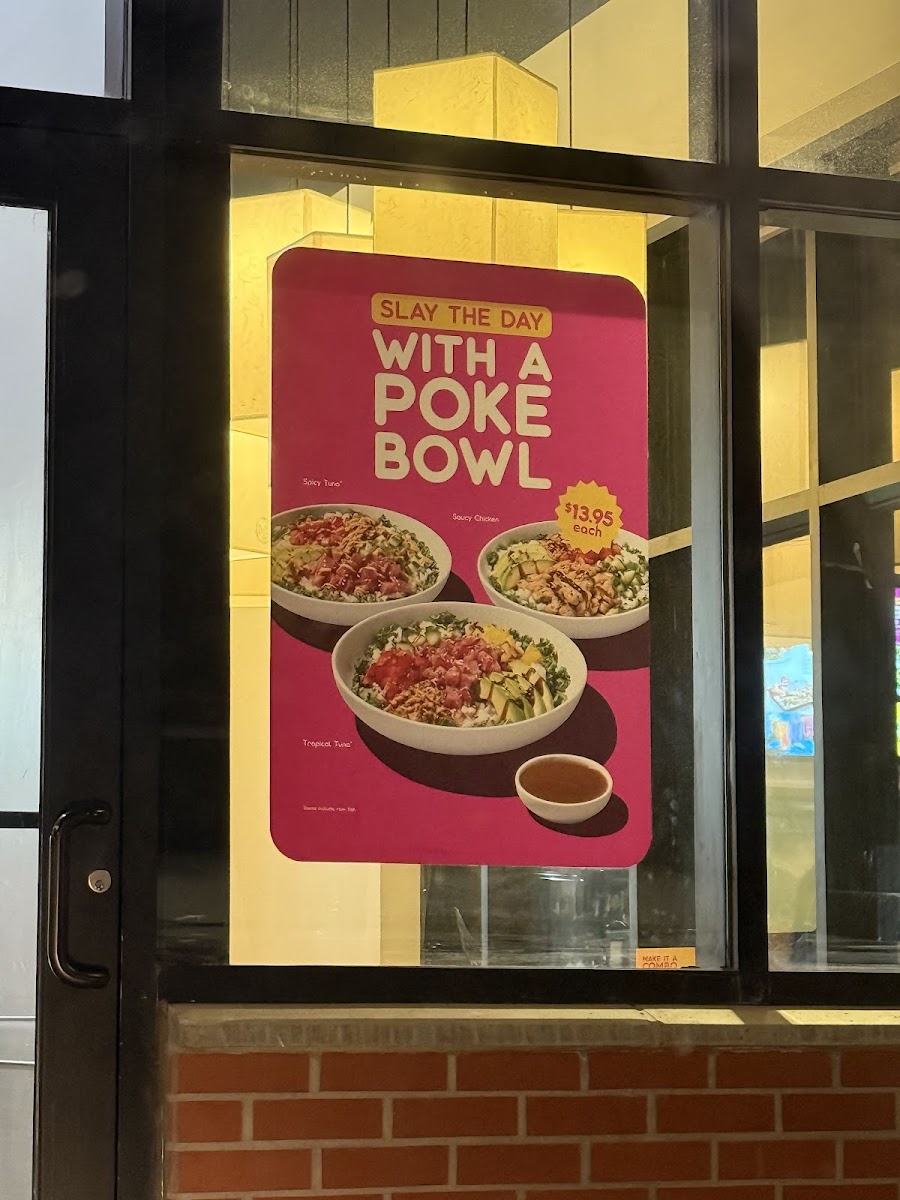 SLAY THE DAY
WITH A
POKE
BOWL
Spicy Tuna*
Saucy Chicken
$13.95
each
Tropical Tuna*
MAKE IT A
COMBO